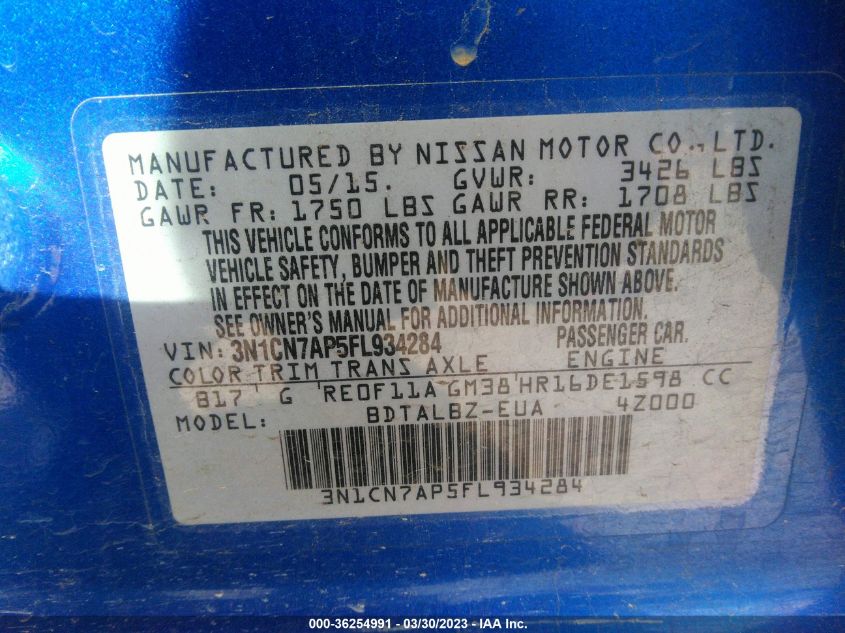 MANUFACTURED BY NISSAN MOTOR CO., LTD.
DATE: 05/15. GVWR: 3426 LBS
GAWR FR: 1750 LBS GAWR RR: 1708 LBS
THIS VEHICLE CONFORMS TO ALL APPLICABLE FEDERAL MOTOR
VEHICLE SAFETY, BUMPER AND THEFT PREVENTION STANDARDS
IN EFFECT ON THE DATE OF MANUFACTURE SHOWN ABOVE.
SEE OWNER'S MANUAL FOR ADDITIONAL INFORMATION.
VIN: 3N1CN7AP5FL934284 PASSENGER CAR.
COLOR TRIM TRANS AXLE ENGINE
B17 G RE0F11A GM38 HR16DE1598 CC
MODEL: BDTALBZ-EUA 4Z000
3N1CN7AP5FL934284
000-36254991 - 03/30/2023 - IAA Inc.